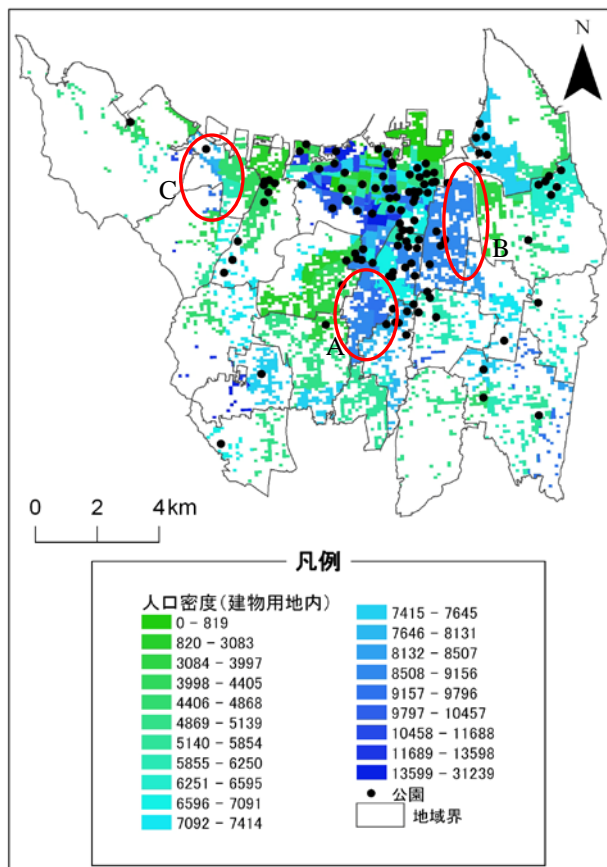 N
C
B
A
0 2 4km
凡例
人口密度(建物用地内)
0 - 819
820 - 3083
3084 - 3997
3998 - 4405
4406 - 4868
4869 - 5139
5140 - 5854
5855 - 6250
6251 - 6595
6596 - 7091
7092 - 7414
7415 - 7645
7646 - 8131
8132 - 8507
8508 - 9156
9157 - 9796
9797 - 10457
10458 - 11688
11689 - 13598
13599 - 31239
公園
地域界